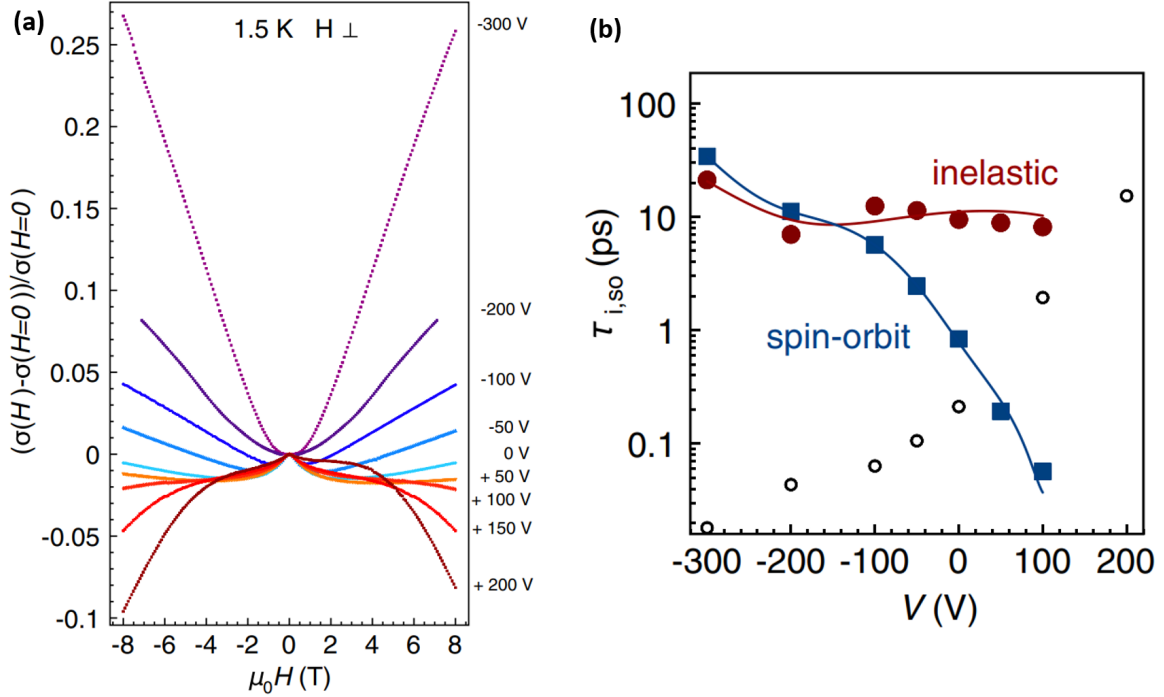 (a)
1.5 K H ⊥
(σ(H)-σ(H=0))/σ(H=0)
0.25
0.2
0.15
0.1
0.05
0
-0.05
-0.1
-8 -6 -4 -2 0 2 4 6 8
μ₀H (T)
-300 V
-200 V
-100 V
-50 V
0 V
+ 50 V
+ 100 V
+ 150 V
+ 200 V
(b)
τ i,so (ps)
100
10
1
0.1
inelastic
spin-orbit
-300 -200 -100 0 100 200
V (V)